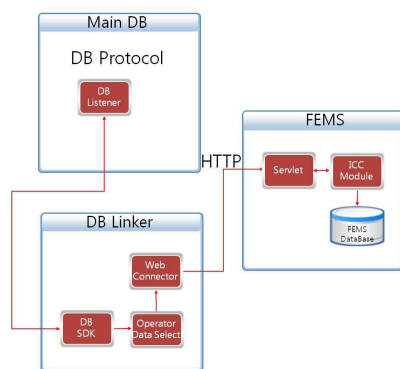 Main DB
DB Protocol
DB
Listener
FEMS
HTTP
Servlet
ICC
Module
FEMS
DataBase
DB Linker
Web
Connector
DB
SDK
Operator
Data Select